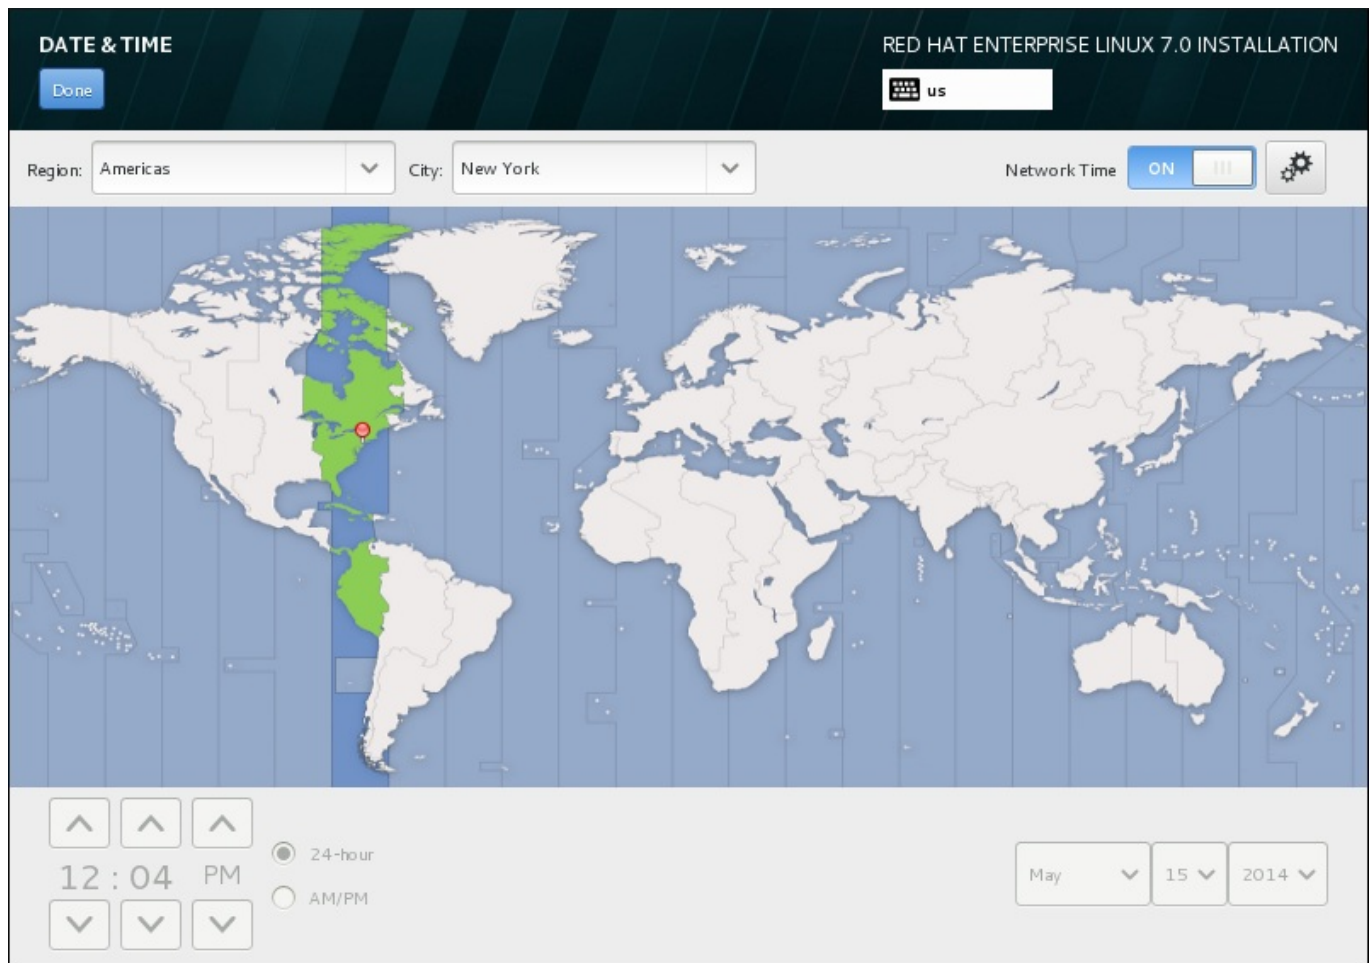 DATE & TIME
RED HAT ENTERPRISE LINUX 7.0 INSTALLATION
Done
us
Region: Americas City: New York Network Time ON
12 : 04 PM
24-hour
AM/PM
May 15 2014